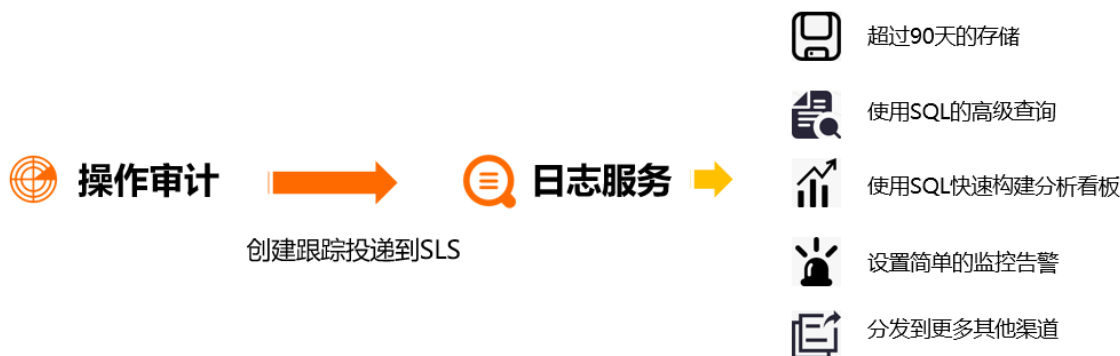 操作审计
创建跟踪投递到SLS
日志服务
超过90天的存储
使用SQL的高级查询
使用SQL快速构建分析看板
设置简单的监控告警
分发到更多其他渠道